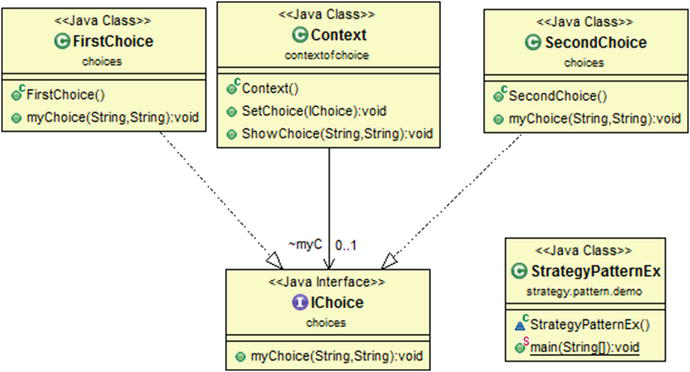 <<Java Class>>
FirstChoice
choices
FirstChoice()
myChoice(String,String):void
<<Java Class>>
Context
contextofchoice
Context()
SetChoice(IChoice):void
ShowChoice(String,String):void
<<Java Class>>
SecondChoice
choices
SecondChoice()
myChoice(String,String):void
~myC 0..1
<<Java Interface>>
IChoice
choices
myChoice(String,String):void
<<Java Class>>
StrategyPatternEx
strategy.pattern.demo
StrategyPatternEx()
main(String[]):void